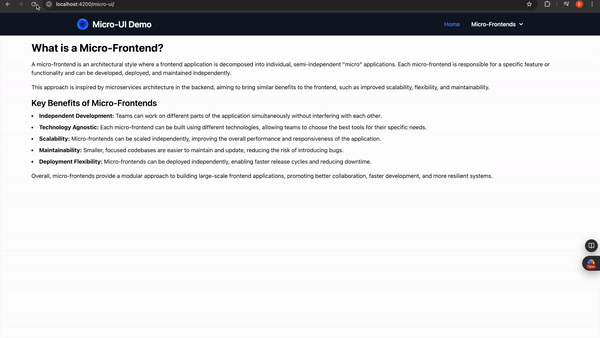 localhost:4200/micro-ui/
Micro-UI Demo
Home
Micro-Frontends
What is a Micro-Frontend?
A micro-frontend is an architectural style where a frontend application is decomposed into individual, semi-independent "micro" applications. Each micro-frontend is responsible for a specific feature or
functionality and can be developed, deployed, and maintained independently.
This approach is inspired by microservices architecture in the backend, aiming to bring similar benefits to the frontend, such as improved scalability, flexibility, and maintainability.
Key Benefits of Micro-Frontends
• Independent Development: Teams can work on different parts of the application simultaneously without interfering with each other.
• Technology Agnostic: Each micro-frontend can be built using different technologies, allowing teams to choose the best tools for their specific needs.
• Scalability: Micro-frontends can be scaled independently, improving the overall performance and responsiveness of the application.
• Maintainability: Smaller, focused codebases are easier to maintain and update, reducing the risk of introducing bugs.
• Deployment Flexibility: Micro-frontends can be deployed independently, enabling faster release cycles and reducing downtime.
Overall, micro-frontends provide a modular approach to building large-scale frontend applications, promoting better collaboration, faster development, and more resilient systems.